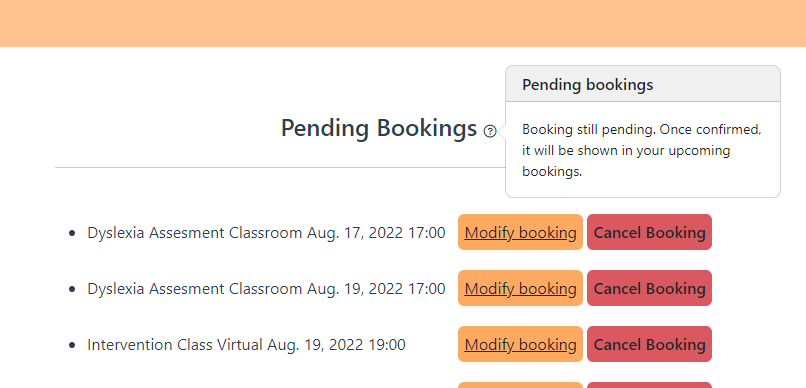 Pending bookings
Pending Bookings
Booking still pending. Once confirmed,
it will be shown in your upcoming
bookings.
Dyslexia Assesment Classroom Aug. 17, 2022 17:00 Modify booking Cancel Booking
Dyslexia Assesment Classroom Aug. 19, 2022 17:00 Modify booking Cancel Booking
Intervention Class Virtual Aug. 19, 2022 19:00 Modify booking Cancel Booking